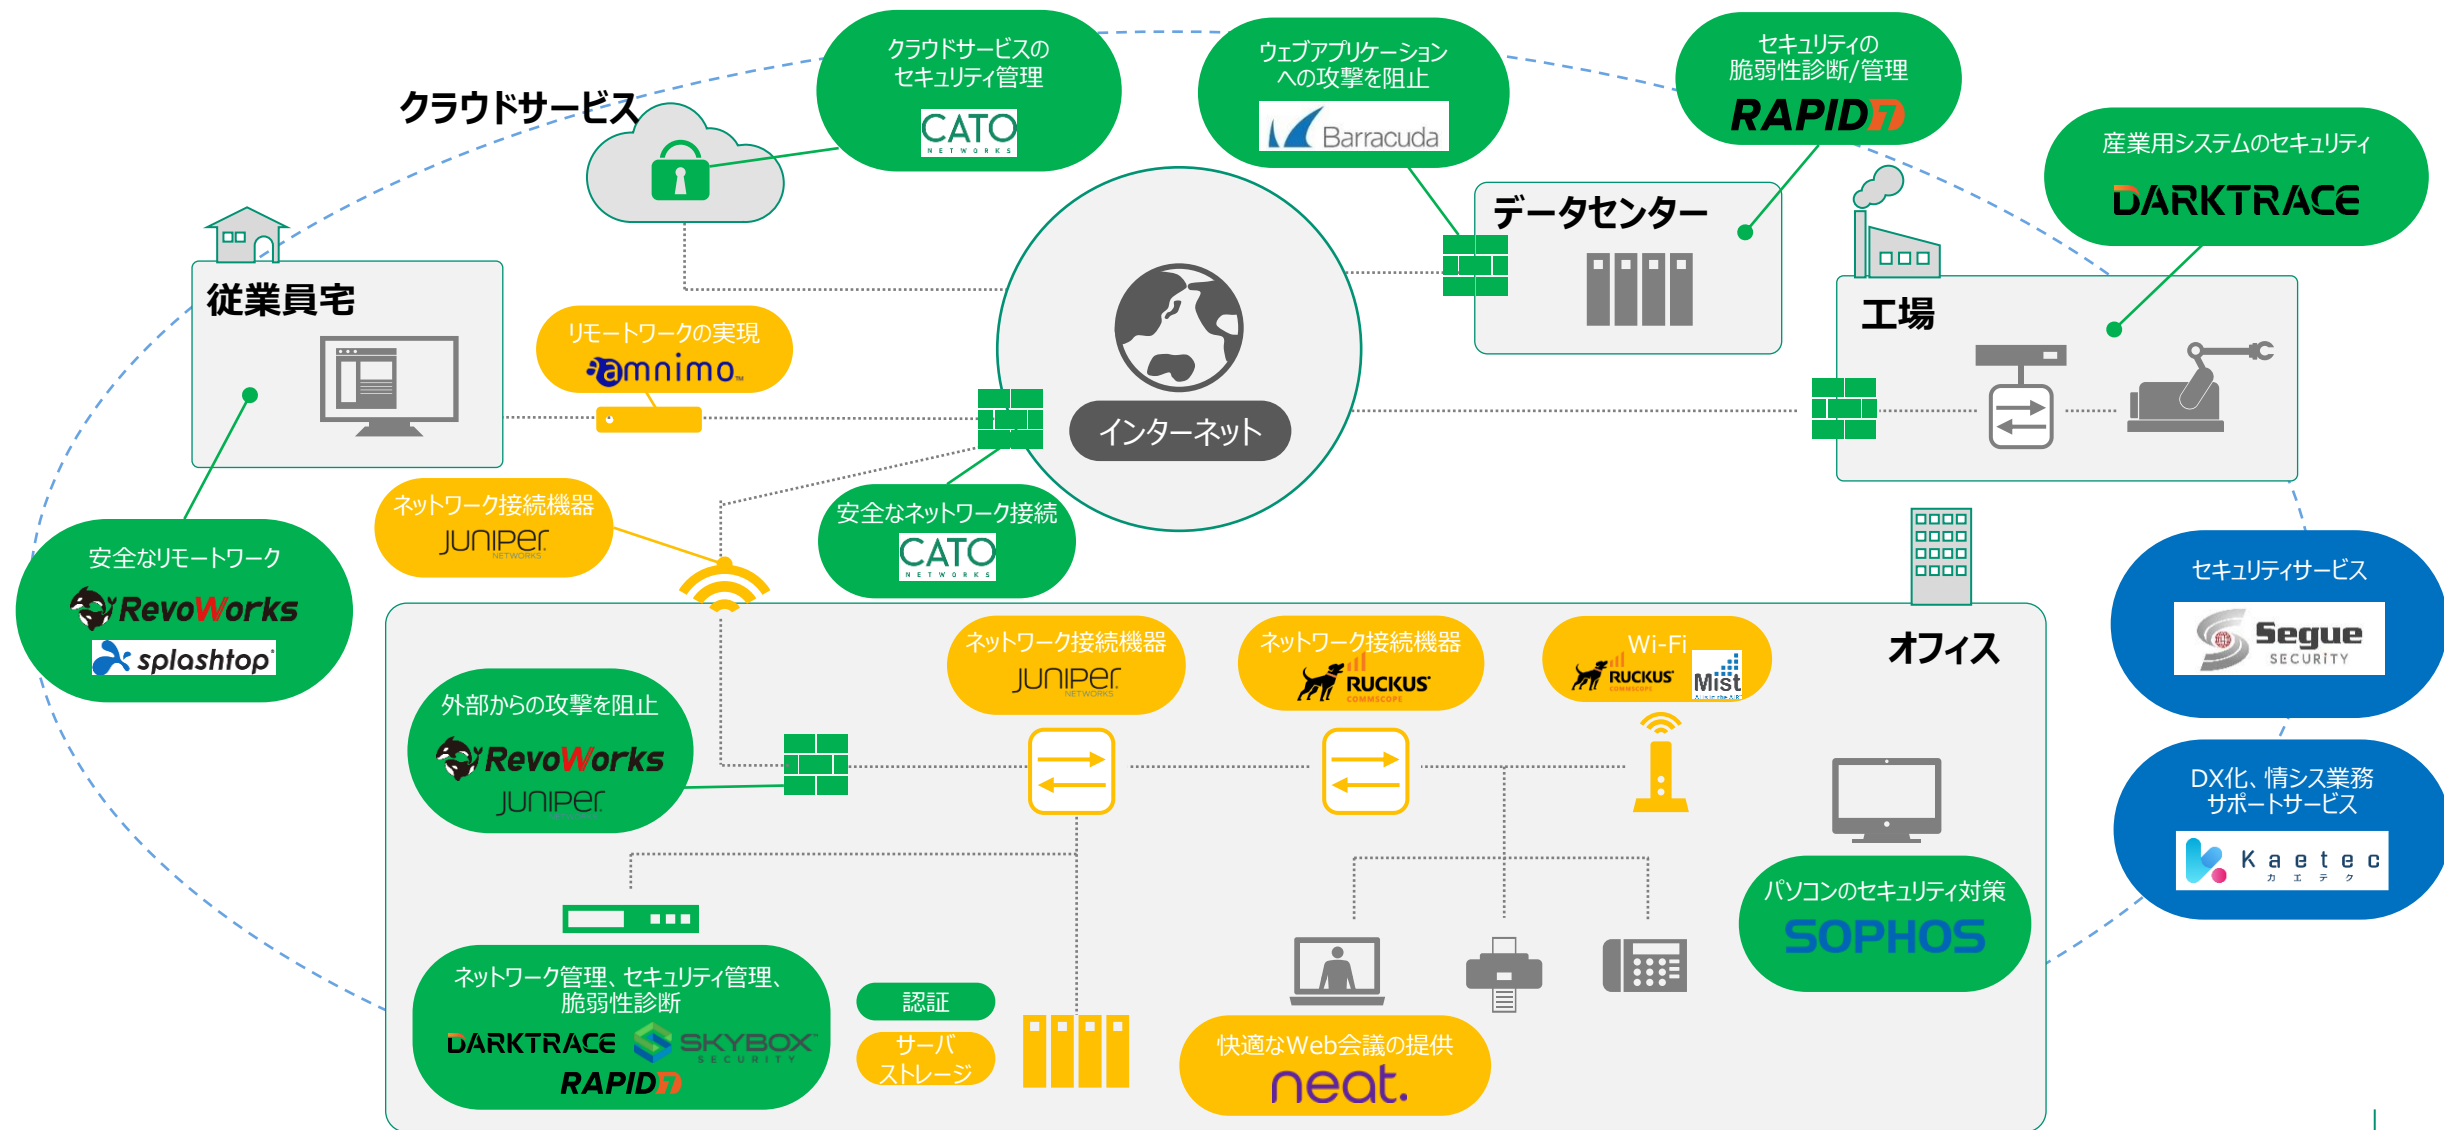 クラウドサービスの
セキュリティ管理
CATO
NETWORKS
ウェブアプリケーション
への攻撃を阻止
Barracuda
セキュリティの
脆弱性診断/管理
RAPID7
産業用システムのセキュリティ
DARKTRACE
クラウドサービス
データセンター
従業員宅
工場
リモートワークの実現
amnimo™
インターネット
ネットワーク接続機器
JUNIPER
NETWORKS
安全なネットワーク接続
CATO
NETWORKS
安全なリモートワーク
RevoWorks
splashtop
セキュリティサービス
Segue
SECURITY
オフィス
ネットワーク接続機器
JUNIPER
NETWORKS
ネットワーク接続機器
RUCKUS
COMMSCOPE
Wi-Fi
RUCKUS
COMMSCOPE
Mist
外部からの攻撃を阻止
RevoWorks
JUNIPER
NETWORKS
DX化、情シス業務
サポートサービス
Kaetec
カエテク
パソコンのセキュリティ対策
SOPHOS
ネットワーク管理、セキュリティ管理、
脆弱性診断
DARKTRACE
SKYBOX™
SECURITY
RAPID7
認証
サーバ
ストレージ
快適なWeb会議の提供
neat.